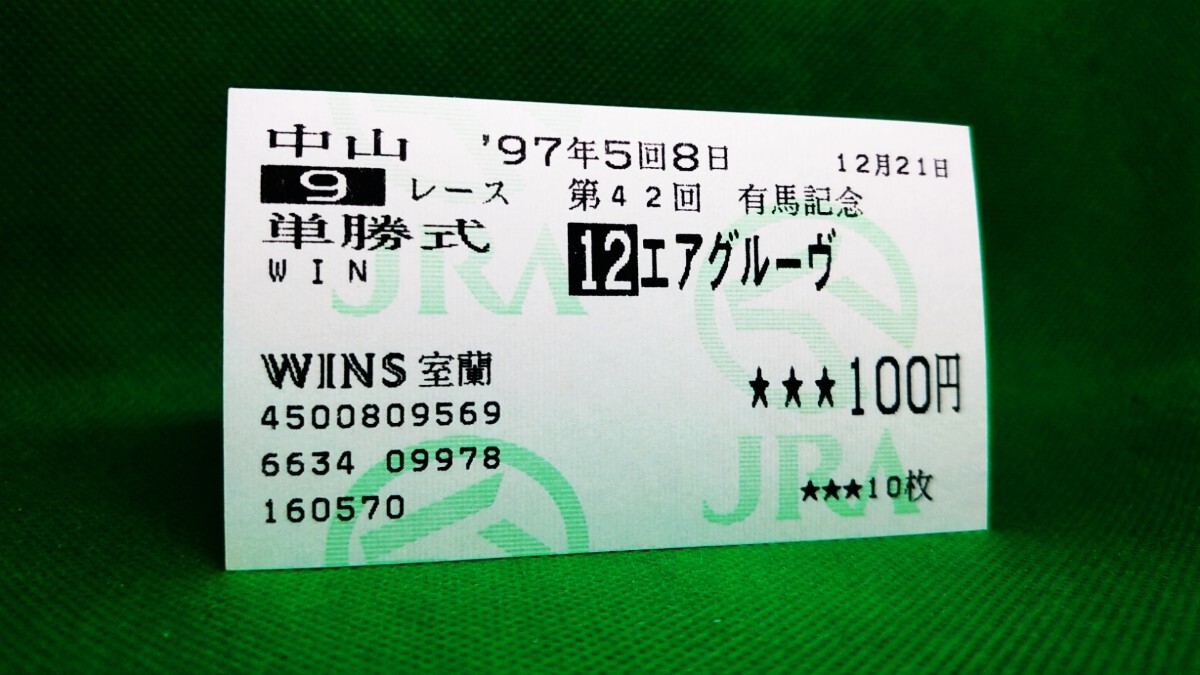 中山 '97年5回8日 12月21日
9 レース 第42回 有馬記念
単勝式 12 エアグルーヴ
WIN
JRA
WINS 室蘭 ★★★100円
4500809569
6634 09978 JRA
160570 ★★★10枚